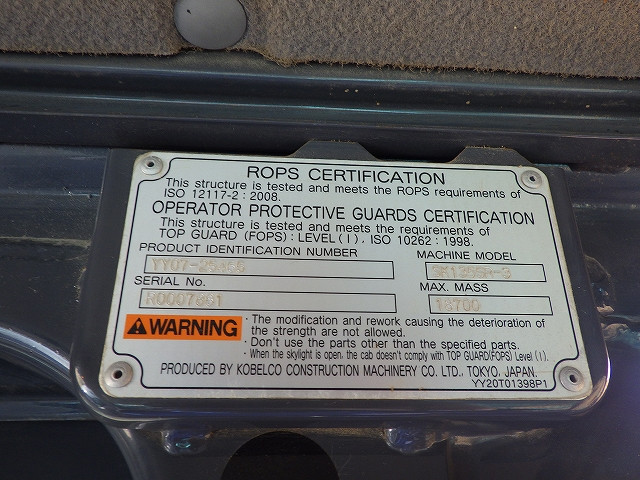 ROPS CERTIFICATION
This structure is tested and meets the ROPS requirements of
ISO 12117-2 : 2008.
OPERATOR PROTECTIVE GUARDS CERTIFICATION
This structure is tested and meets the requirements of
TOP GUARD (FOPS) : LEVEL ( I ), ISO 10262 : 1998.
PRODUCT IDENTIFICATION NUMBER
MACHINE MODEL
SERIAL No.
MAX. MASS
WARNING
· The modification and rework causing the deterioration of
the strength are not allowed.
· Don't use the parts other than the specified parts.
· When the skylight is open, the cab doesn't comply with TOP GUARD(FOPS) Level ( I ).
PRODUCED BY KOBELCO CONSTRUCTION MACHINERY CO. LTD., TOKYO, JAPAN.
YY20T01398P1